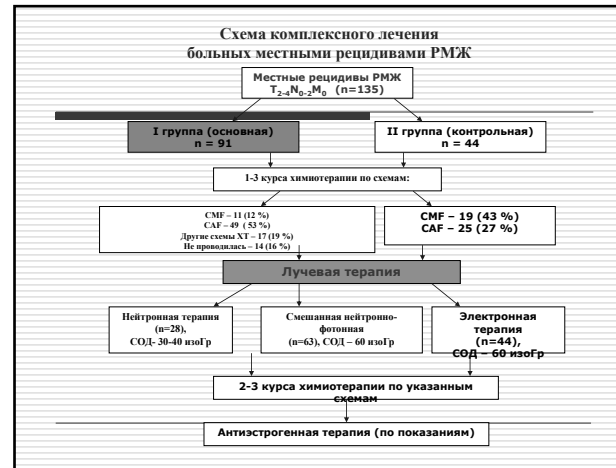 Схема комплексного лечения
больных местными рецидивами РМЖ
Местные рецидивы РМЖ
T2-4N0-2M0 (n=135)
I группа (основная)
n = 91
II группа (контрольная)
n = 44
1-3 курса химиотерапии по схемам:
CMF – 11 (12 %)
CAF – 49 ( 53 %)
Другие схемы ХТ – 17 (19 %)
Не проводилась – 14 (16 %)
CMF – 19 (43 %)
CAF – 25 (27 %)
Лучевая терапия
Нейтронная терапия
(n=28),
СОД- 30-40 изоГр
Смешанная нейтронно-
фотонная
(n=63), СОД – 60 изоГр
Электронная
терапия
(n=44),
СОД – 60 изоГр
2-3 курса химиотерапии по указанным
схемам
Антиэстрогенная терапия (по показаниям)